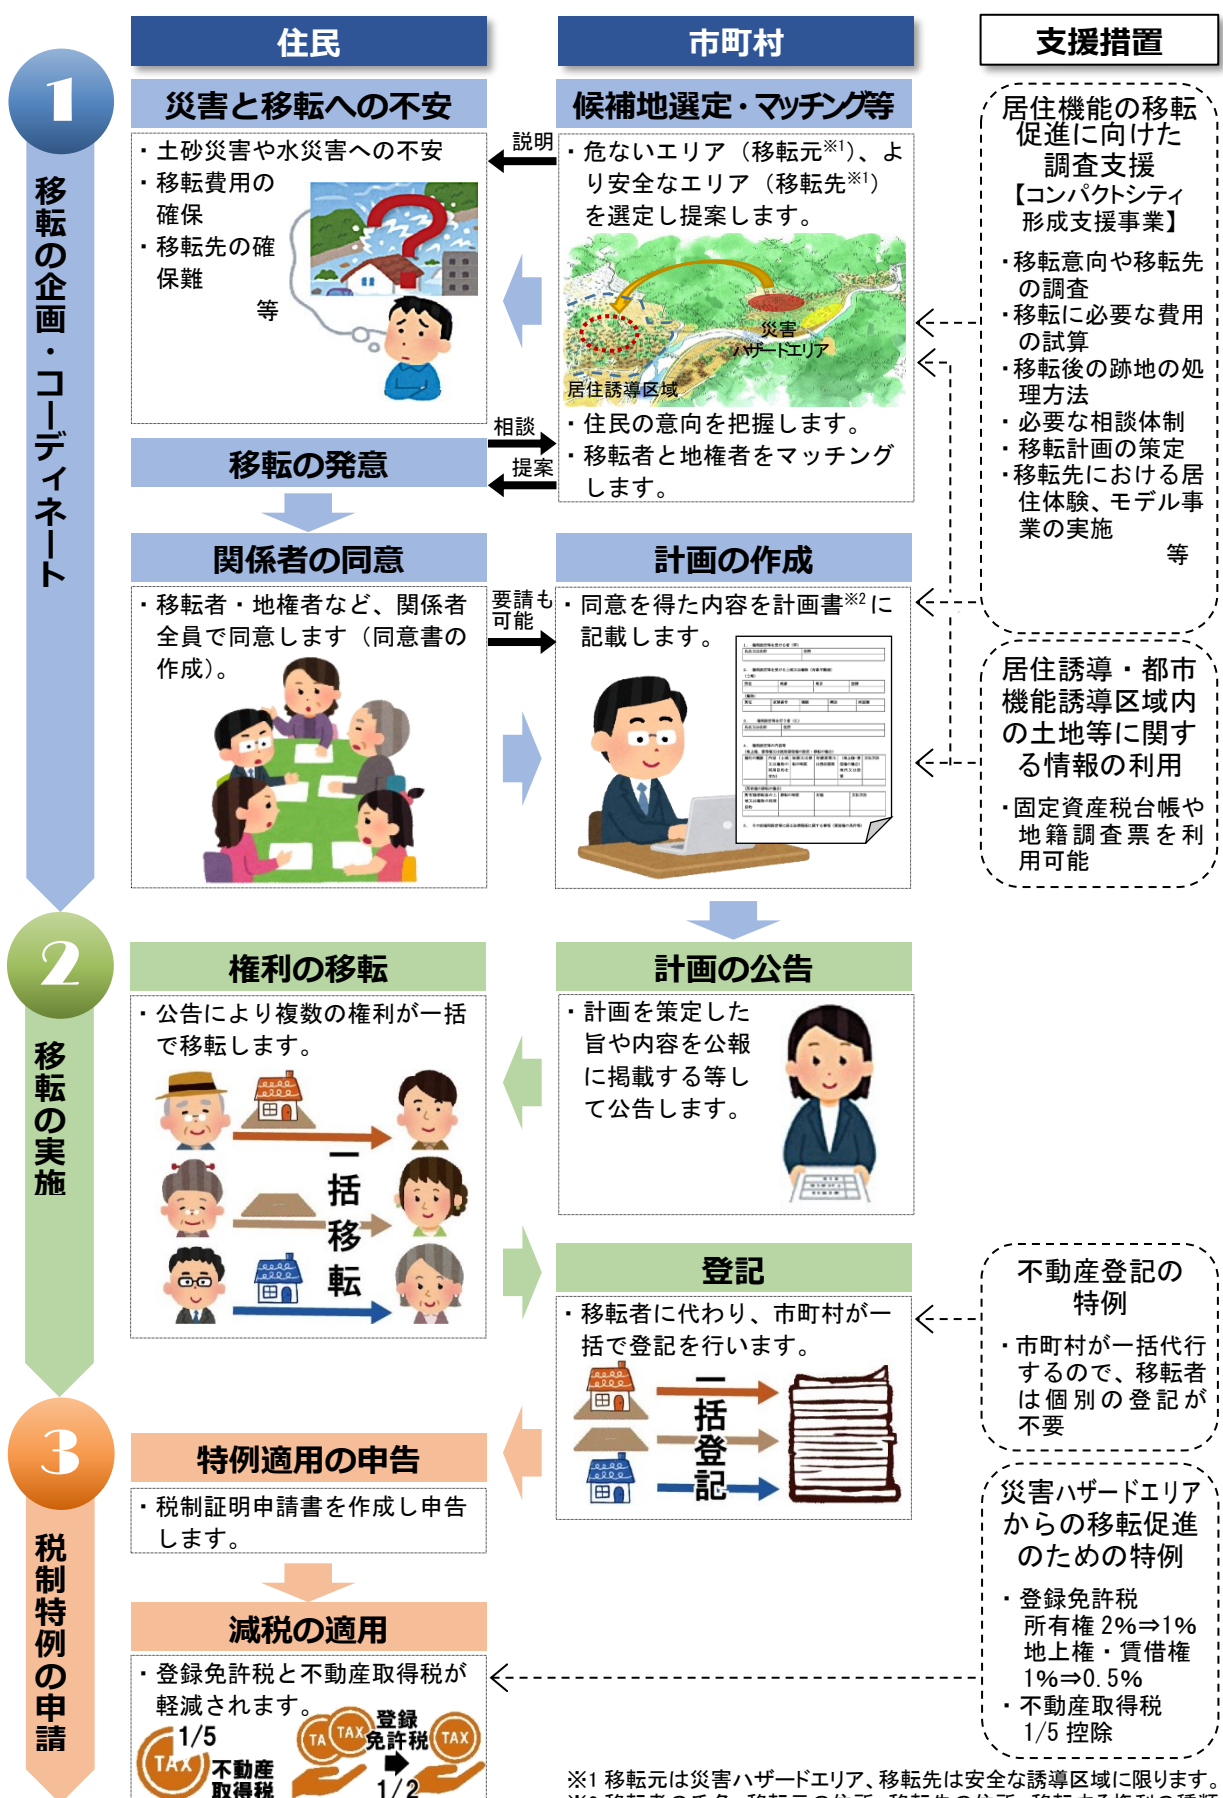 住民
市町村
支援措置
1
移転の企画・コーディネート
災害と移転への不安
・土砂災害や水災害への不安
・移転費用の
確保
・移転先の確
保難
等
説明
候補地選定・マッチング等
・危ないエリア（移転元※1）、よ
り安全なエリア（移転先※1）
を選定し提案します。
災害
ハザードエリア
居住誘導区域
・住民の意向を把握します。
・移転者と地権者をマッチング
します。
相談
提案
移転の発意
関係者の同意
・移転者・地権者など、関係者
全員で同意します（同意書の
作成）。
要請も
可能
計画の作成
・同意を得た内容を計画書※2に
記載します。
居住機能の移転
促進に向けた
調査支援
【コンパクトシティ
形成支援事業】
・移転意向や移転先
の調査
・移転に必要な費用
の試算
・移転後の跡地の処
理方法
・必要な相談体制
・移転計画の策定
・移転先における居
住体験、モデル事
業の実施
等
居住誘導・都市
機能誘導区域内
の土地等に関す
る情報の利用
・固定資産税台帳や
地籍調査票を利
用可能
2
移転の実施
権利の移転
・公告により複数の権利が一括
で移転します。
一括移転
計画の公告
・計画を策定した
旨や内容を公報
に掲載する等し
て公告します。
登記
・移転者に代わり、市町村が一
括で登記を行います。
一括登記
不動産登記の
特例
・市町村が一括代行
するので、移転者
は個別の登記が
不要
3
税制特例の申請
特例適用の申告
・税制証明申請書を作成し申告
します。
減税の適用
・登録免許税と不動産取得税が
軽減されます。
1/5
TAX
不動産
取得税
TA
TAX
登録
免許税
TAX
1/2
災害ハザードエリア
からの移転促進
のための特例
・登録免許税
所有権 2%⇒1%
地上権・賃借権
1%⇒0.5%
・不動産取得税
1/5 控除
※1 移転元は災害ハザードエリア、移転先は安全な誘導区域に限ります。